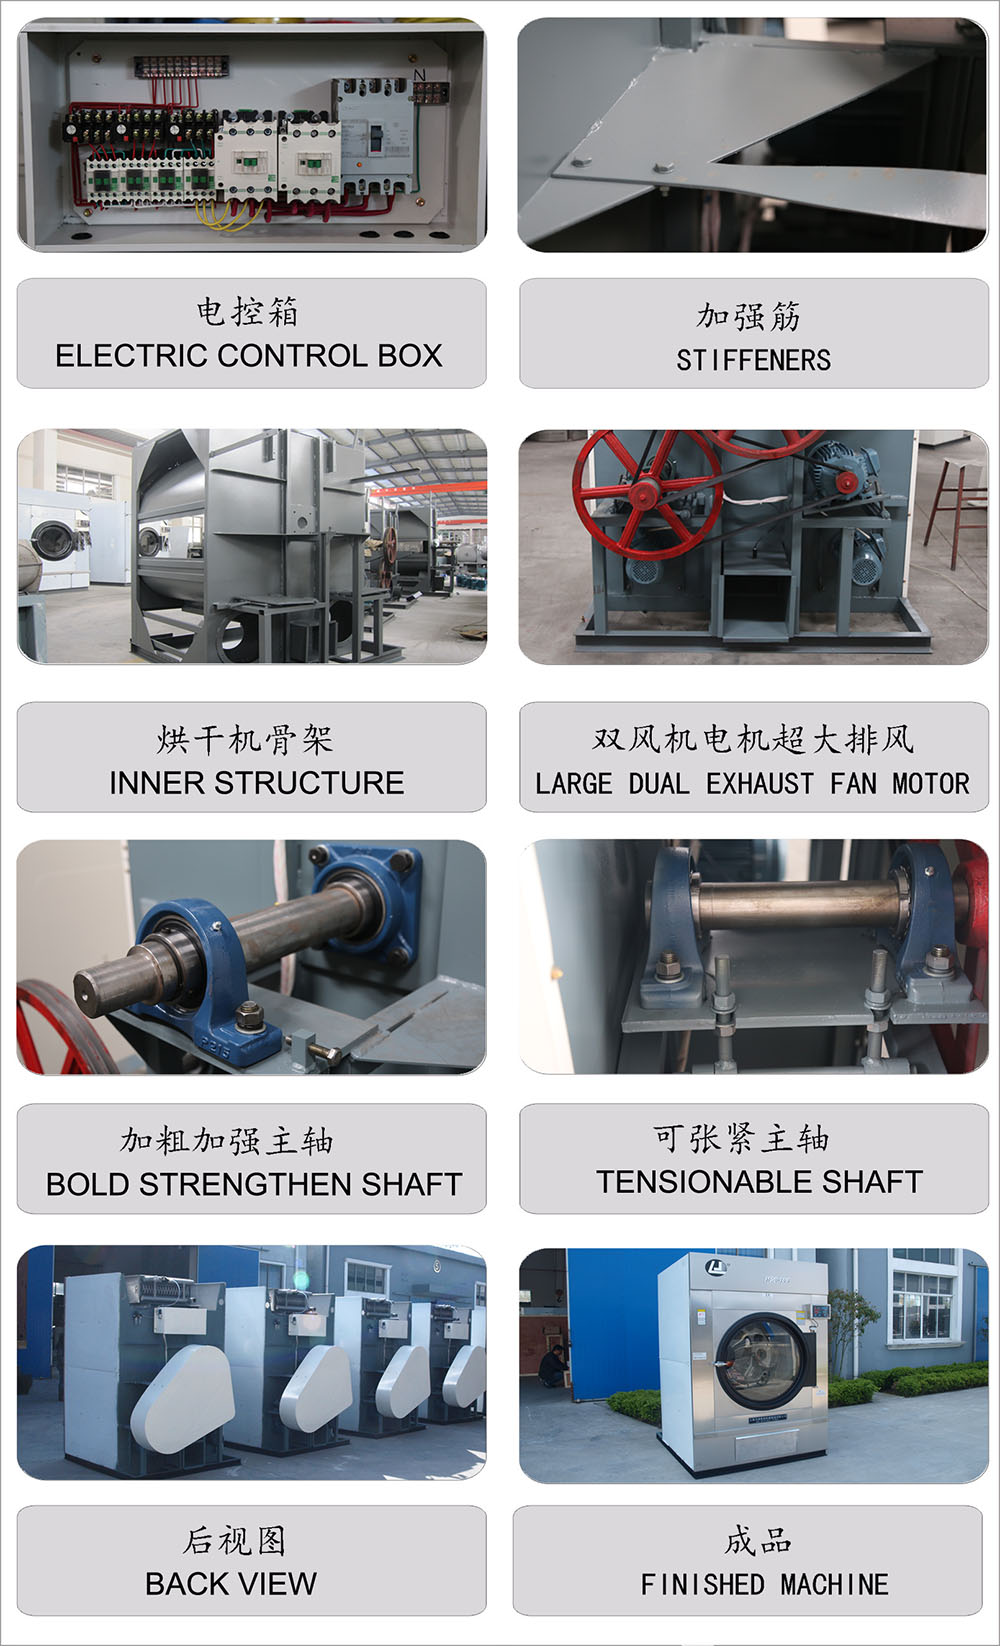 N
电控箱
ELECTRIC CONTROL BOX
加强筋
STIFFENERS
烘干机骨架
INNER STRUCTURE
双风机电机超大排风
LARGE DUAL EXHAUST FAN MOTOR
P215
加粗加强主轴
BOLD STRENGTHEN SHAFT
可张紧主轴
TENSIONABLE SHAFT
后视图
BACK VIEW
成品
FINISHED MACHINE